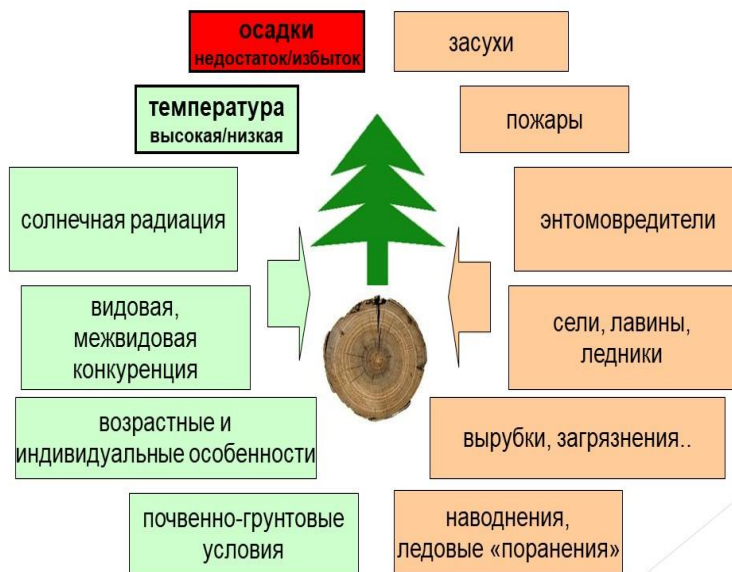 осадки
недостаток/избыток
засухи
температура
высокая/низкая
пожары
солнечная радиация
энтомовредители
видовая,
межвидовая
конкуренция
сели, лавины,
ледники
возрастные и
индивидуальные особенности
вырубки, загрязнения..
почвенно-грунтовые
условия
наводнения,
ледовые «поранения»